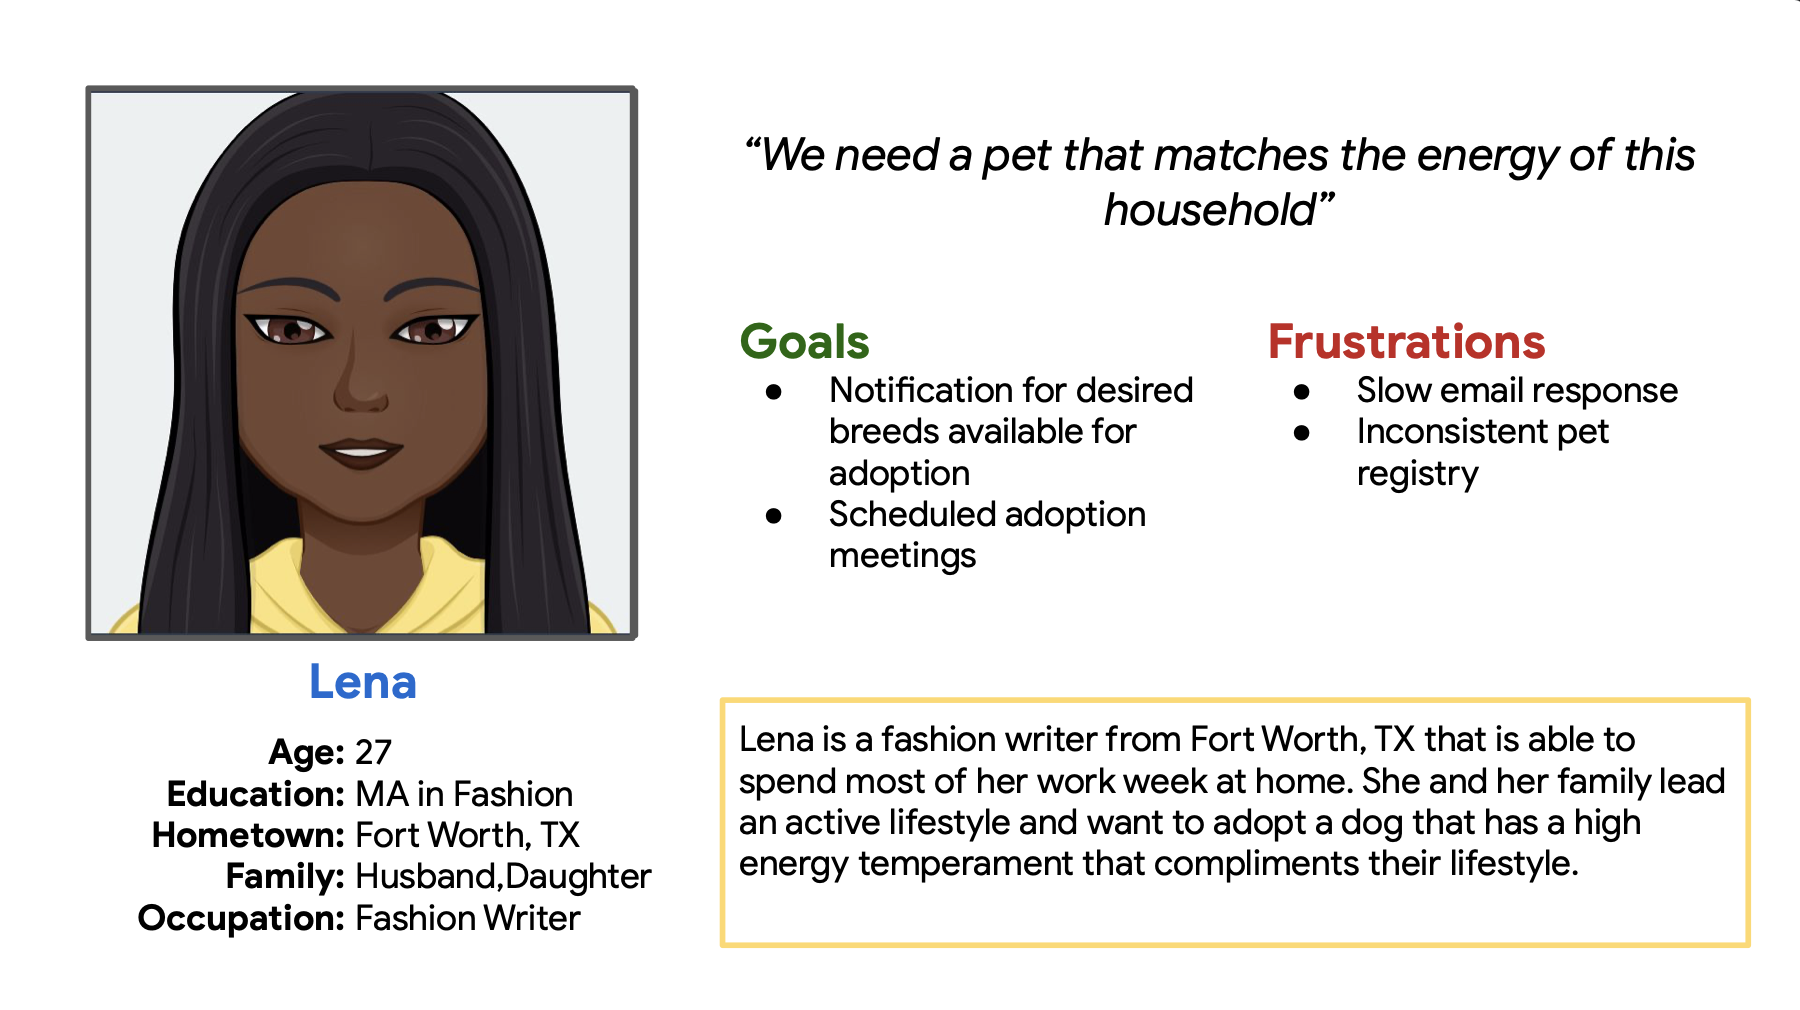 “We need a pet that matches the energy of this
household”
Goals
● Notification for desired
breeds available for
adoption
● Scheduled adoption
meetings
Frustrations
● Slow email response
● Inconsistent pet
registry
Lena
Age: 27
Education: MA in Fashion
Hometown: Fort Worth, TX
Family: Husband,Daughter
Occupation: Fashion Writer
Lena is a fashion writer from Fort Worth, TX that is able to
spend most of her work week at home. She and her family lead
an active lifestyle and want to adopt a dog that has a high
energy temperament that compliments their lifestyle.